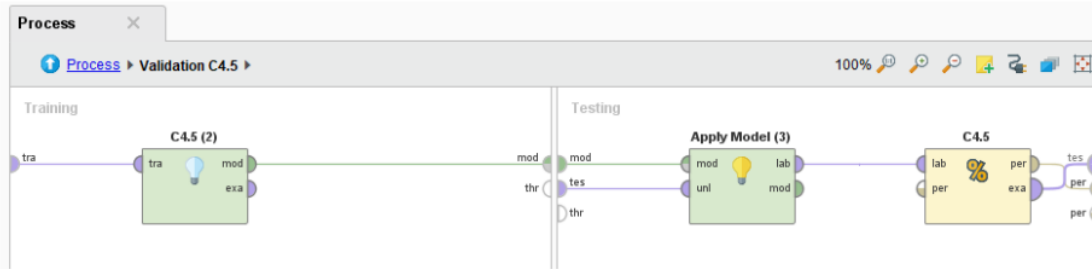 Process
Process ▸ Validation C4.5 ▸
100%
Training
C4.5 (2)
tra
tra
mod
exa
mod
thr
Testing
mod
tes
thr
Apply Model (3)
mod
unl
lab
mod
C4.5
%
lab
per
per
exa
tes
per
per